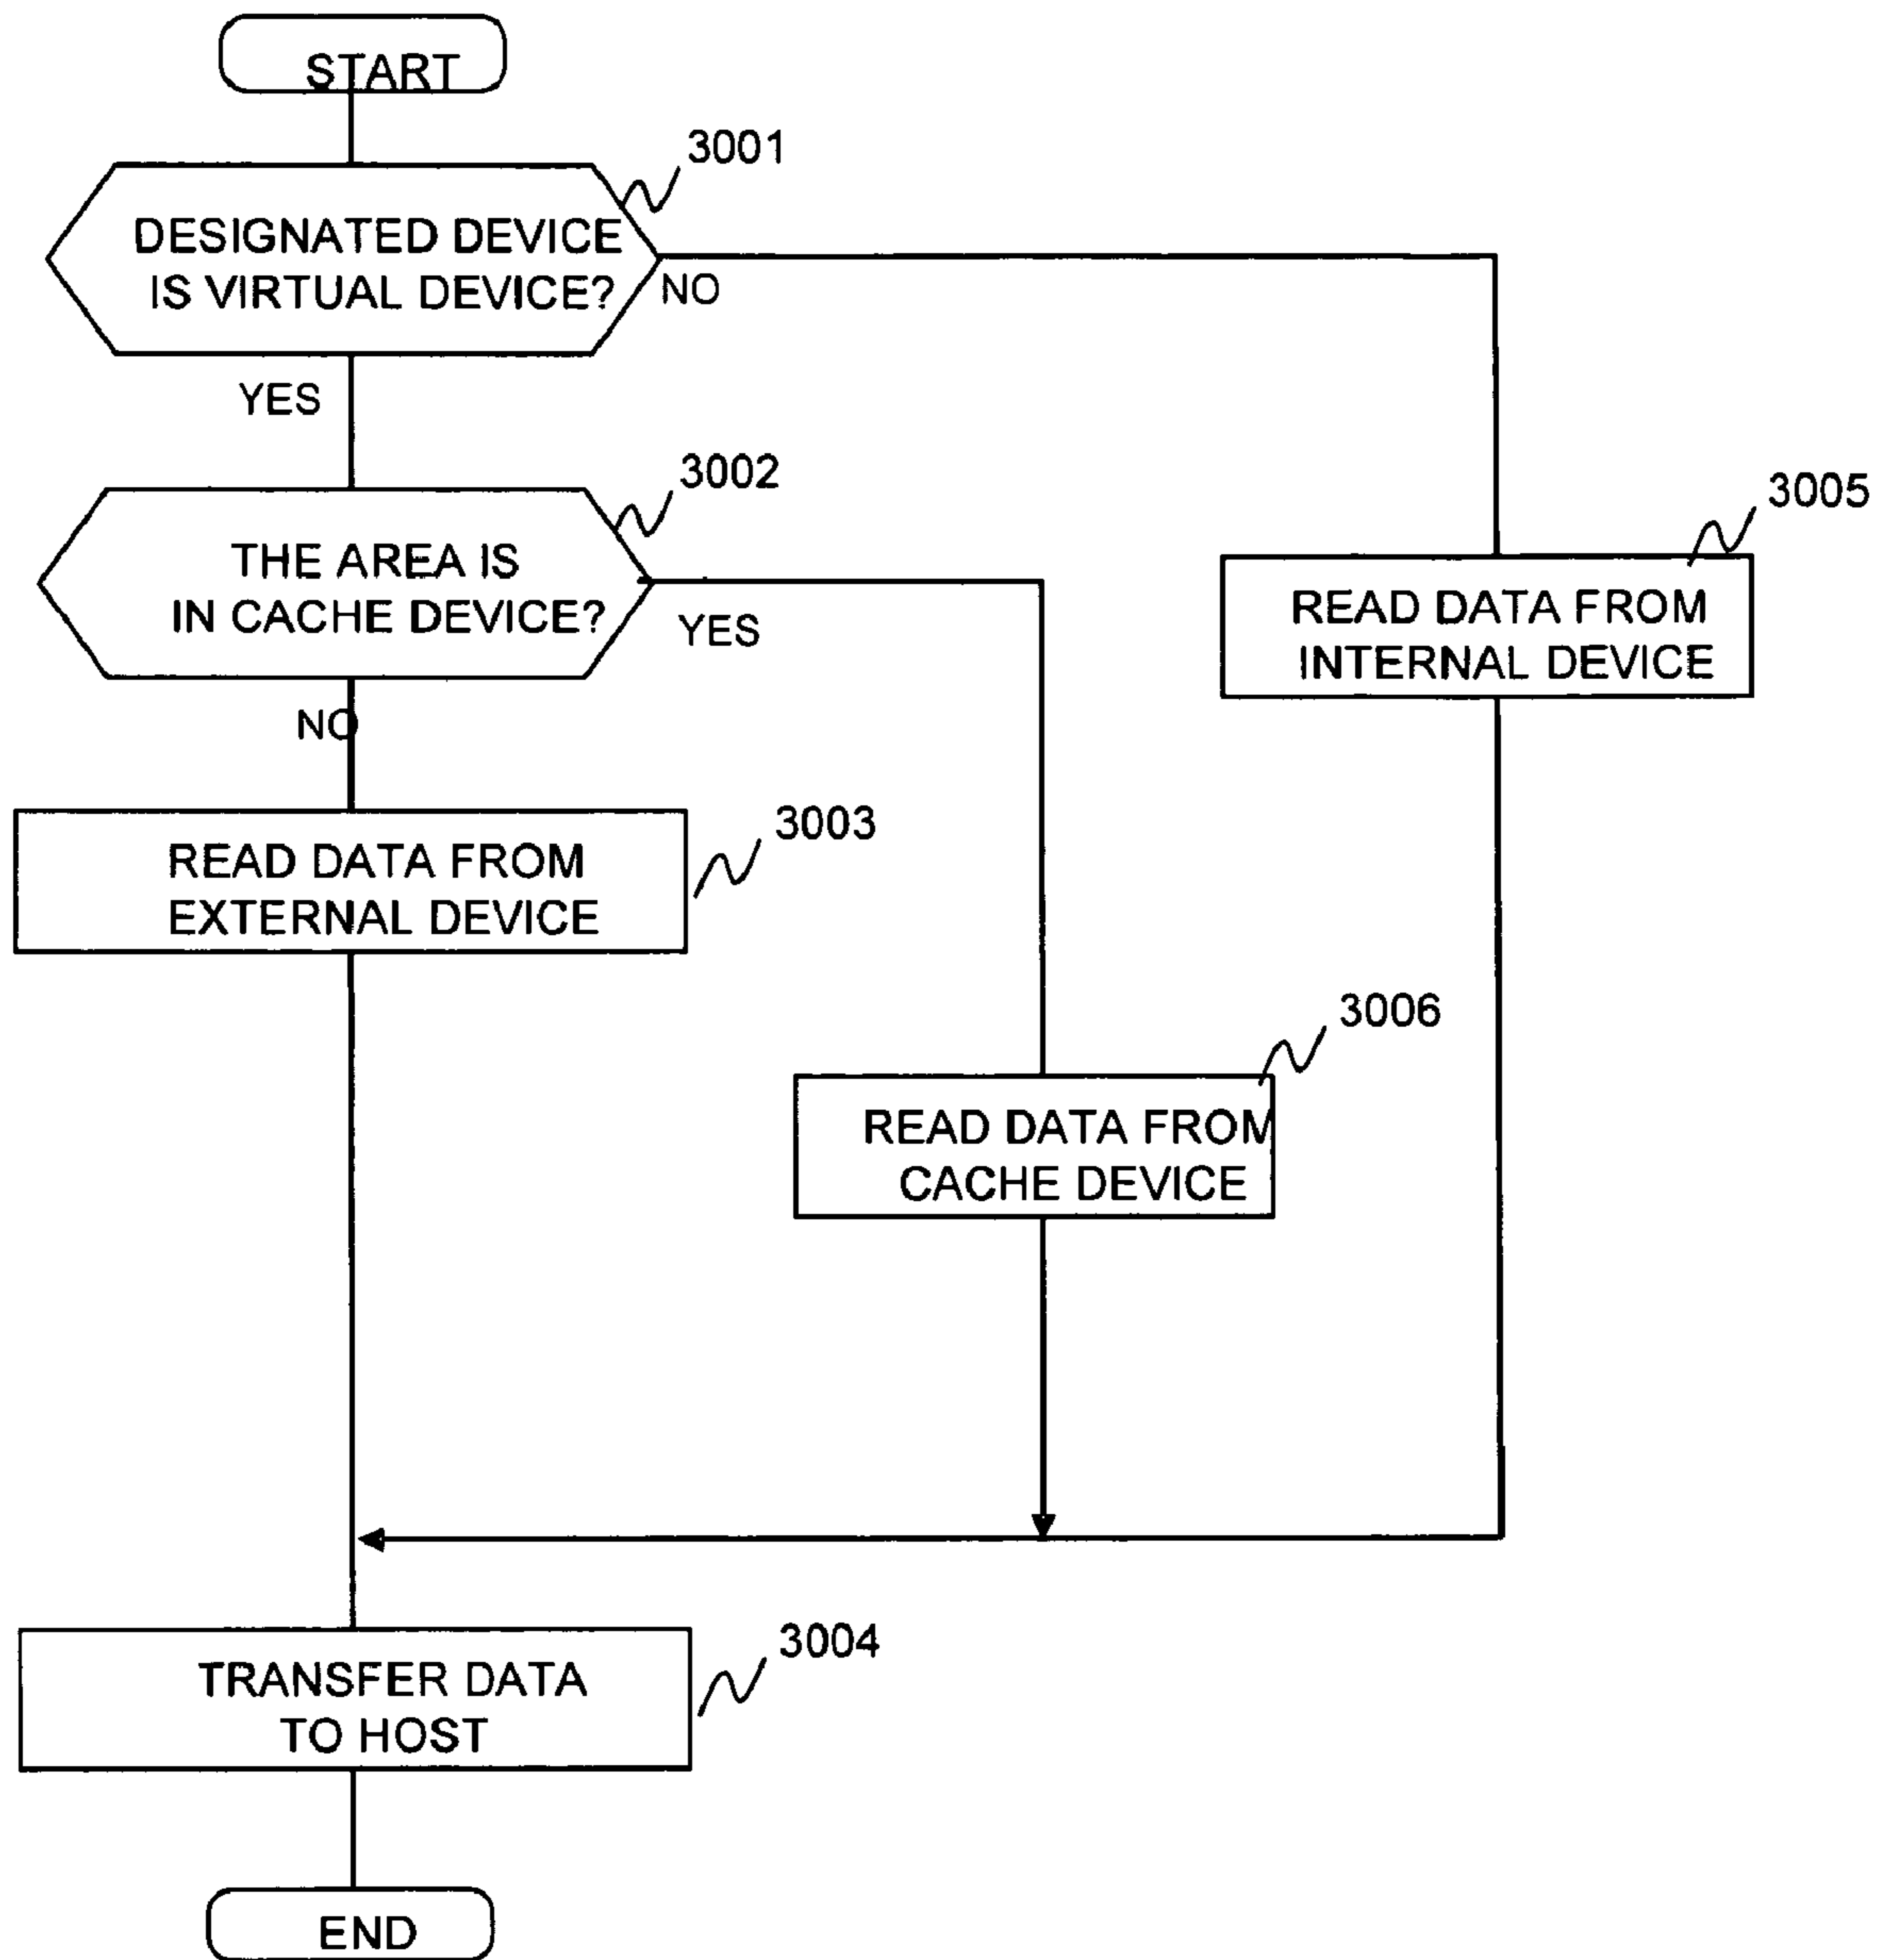 START
3001
DESIGNATED DEVICE
IS VIRTUAL DEVICE?
NO
YES
3002
THE AREA IS
IN CACHE DEVICE?
YES
NO
3005
READ DATA FROM
INTERNAL DEVICE
3003
READ DATA FROM
EXTERNAL DEVICE
3006
READ DATA FROM
CACHE DEVICE
3004
TRANSFER DATA
TO HOST
END